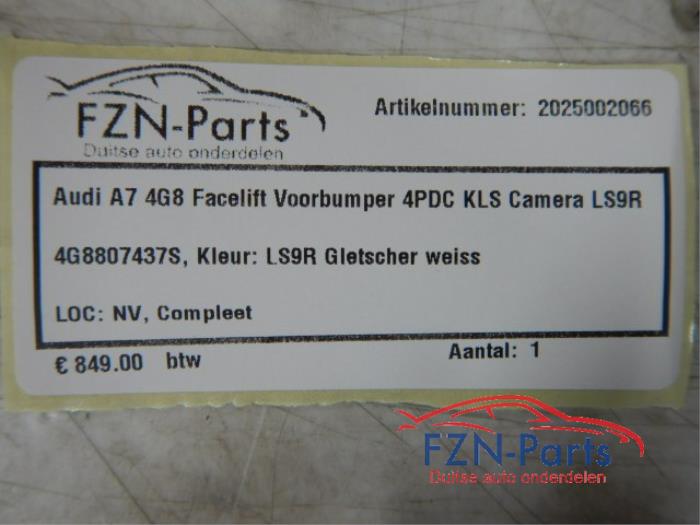 FZN-Parts
Duitse auto onderdelen
Artikelnummer: 2025002066
Audi A7 4G8 Facelift Voorbumper 4PDC KLS Camera LS9R
4G8807437S, Kleur: LS9R Gletscher weiss
LOC: NV, Compleet
€ 849.00 btw
Aantal: 1
FZN-Parts
Duitse auto onderdelen